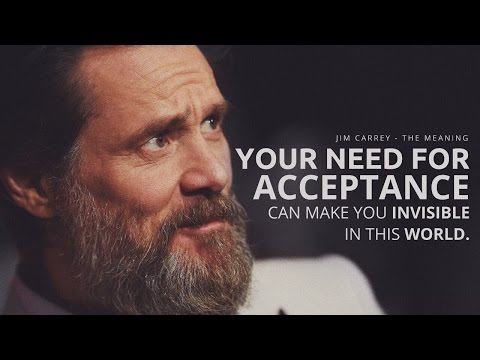 JIM CARREY - THE MEANING
YOUR NEED FOR
ACCEPTANCE
CAN MAKE YOU INVISIBLE
IN THIS WORLD.